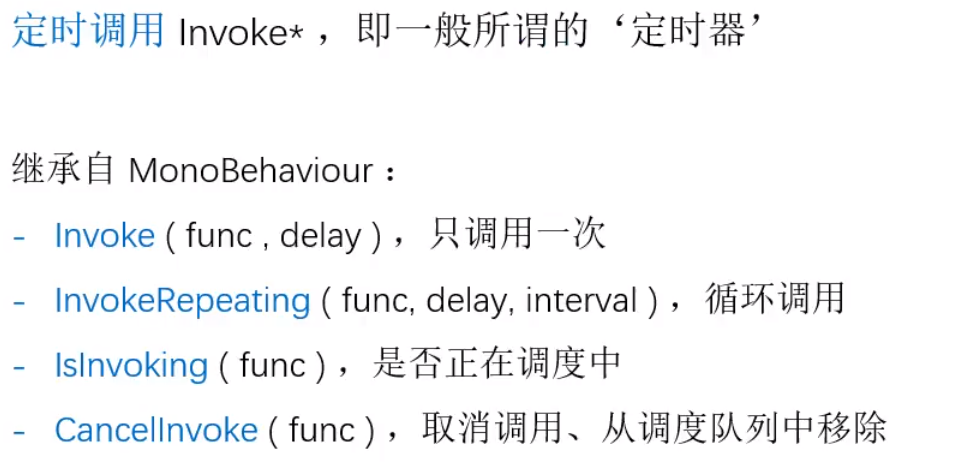 定时调用 Invoke* ，即一般所谓的‘定时器’
继承自 MonoBehaviour ：
- Invoke ( func , delay ) ，只调用一次
- InvokeRepeating ( func, delay, interval ) ，循环调用
- IsInvoking ( func ) ，是否正在调度中
- CancelInvoke ( func ) ，取消调用、从调度队列中移除